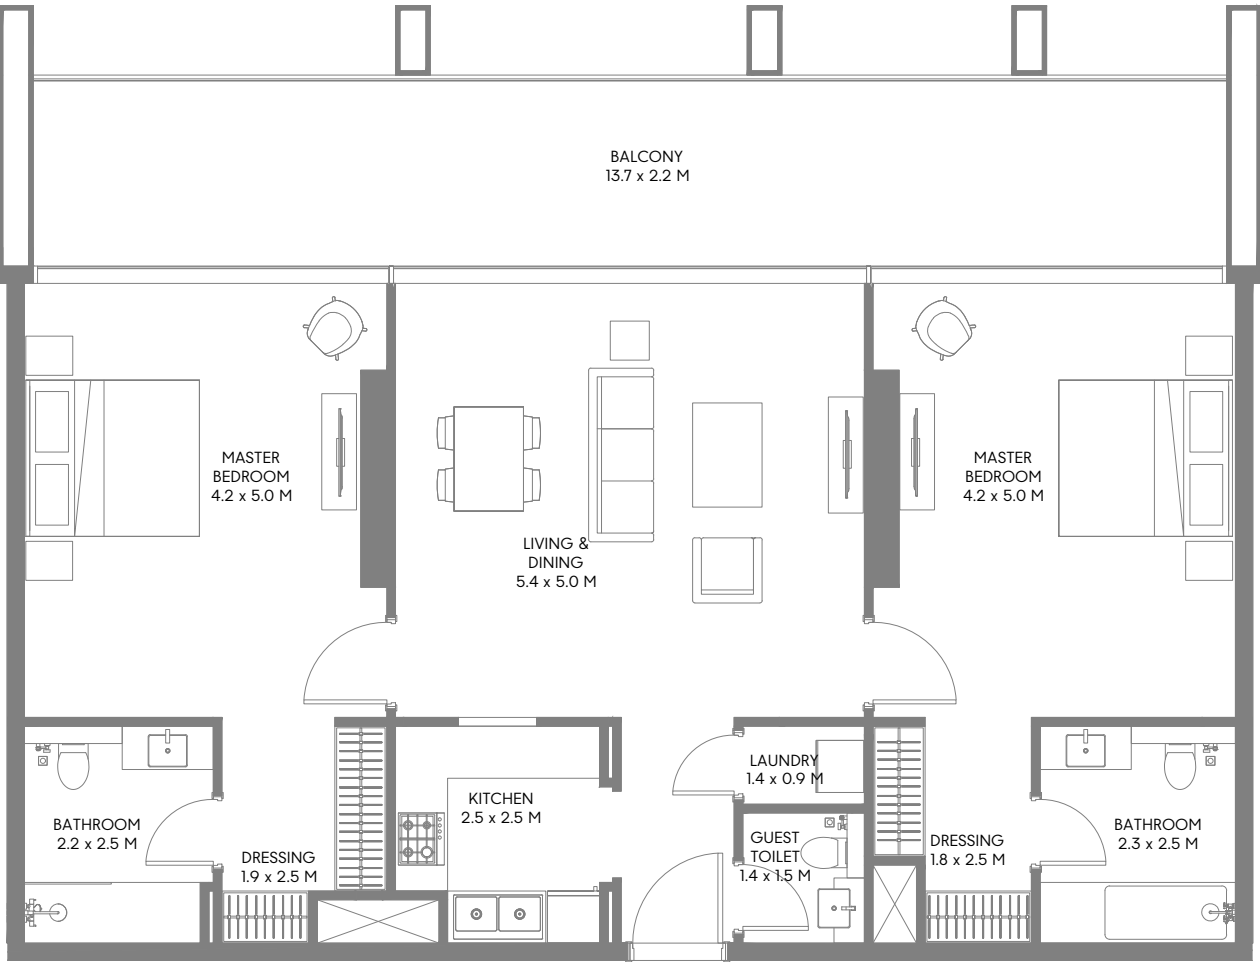 BALCONY
13.7 x 2.2 M
MASTER
BEDROOM
4.2 x 5.0 M
LIVING &
DINING
5.4 x 5.0 M
MASTER
BEDROOM
4.2 x 5.0 M
BATHROOM
2.2 x 2.5 M
DRESSING
1.9 x 2.5 M
KITCHEN
2.5 x 2.5 M
LAUNDRY
1.4 x 0.9 M
GUEST
TOILET
1.4 x 1.5 M
DRESSING
1.8 x 2.5 M
BATHROOM
2.3 x 2.5 M